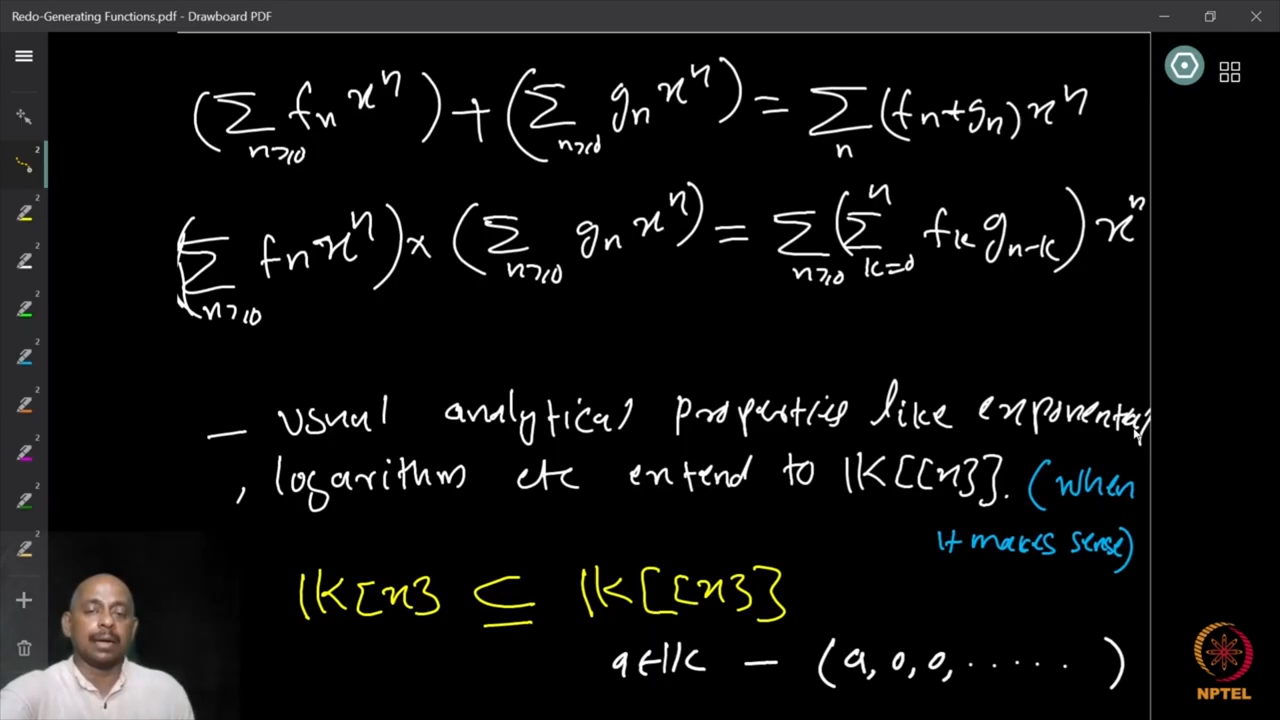 Redo-Generating Functions.pdf - Drawboard PDF
(∑_{n≥0} f_n x^n) + (∑_{n≥0} g_n x^n) = ∑_n (f_n + g_n) x^n
(∑_{n≥0} f_n x^n) × (∑_{n≥0} g_n x^n) = ∑_{n≥0} (∑_{k=0}^n f_k g_{n-k}) x^n
— usual analytical properties like exponential
, logarithm etc extend to 𝕂[[x]]. (when
it makes sense)
𝕂[x] ⊆ 𝕂[[x]]
a∈𝕂 — (a, 0, 0, ......)
NPTEL